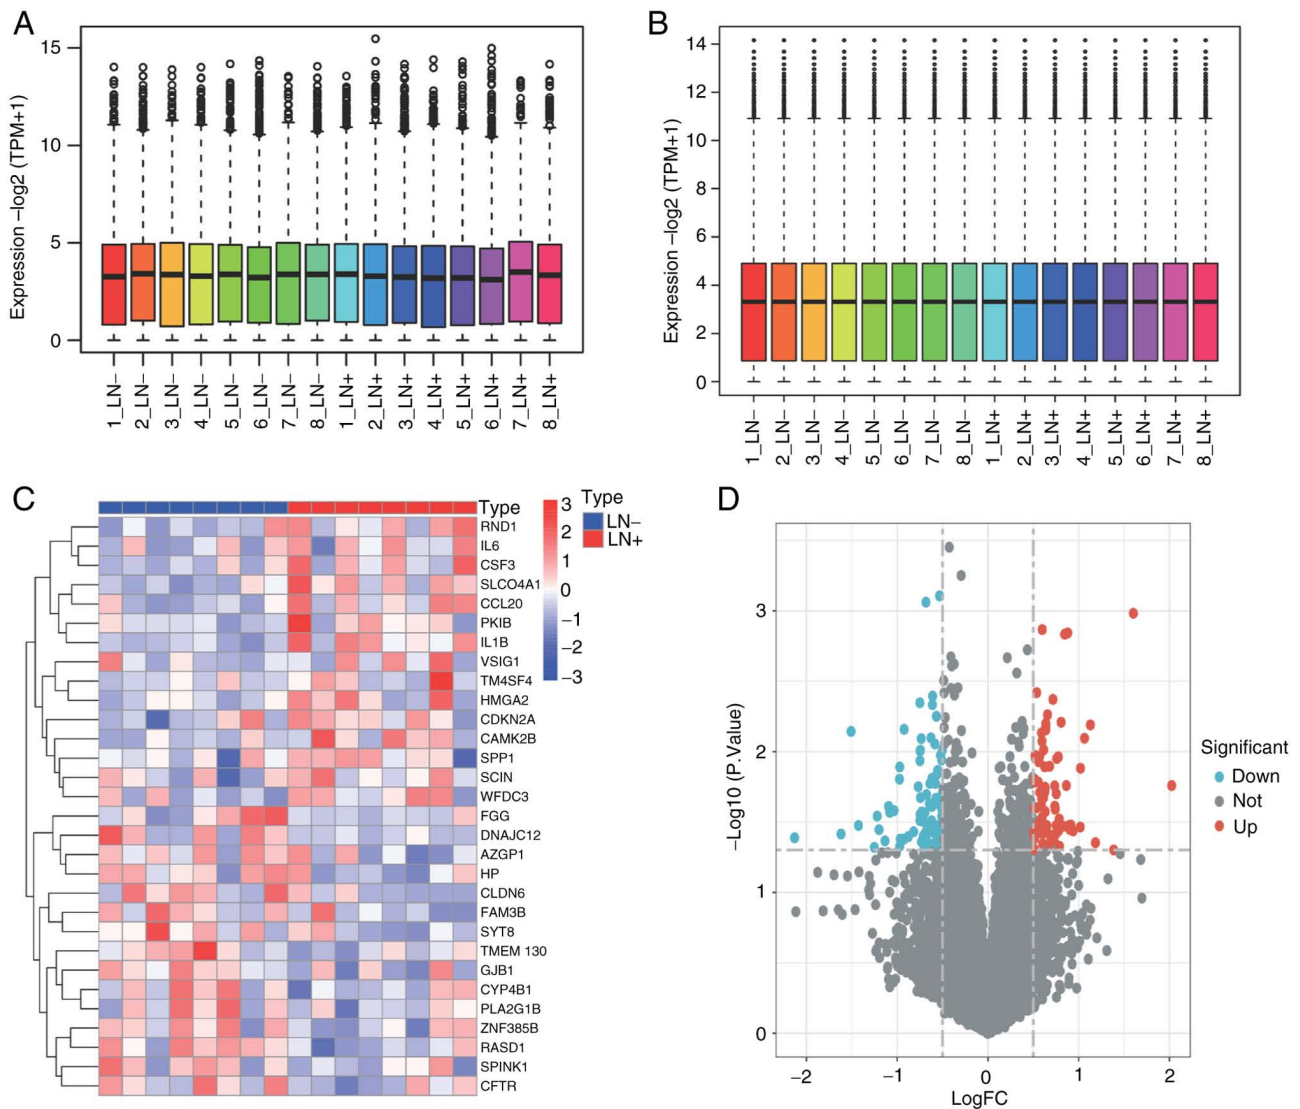 A
Expression –log2 (TPM+1)
15
10
5
0
1_LN–
2_LN–
3_LN–
4_LN–
5_LN–
6_LN–
7_LN–
8_LN–
1_LN+
2_LN+
3_LN+
4_LN+
5_LN+
6_LN+
7_LN+
8_LN+
B
Expression –log2 (TPM+1)
14
12
10
8
6
4
2
0
1_LN–
2_LN–
3_LN–
4_LN–
5_LN–
6_LN–
7_LN–
8_LN–
1_LN+
2_LN+
3_LN+
4_LN+
5_LN+
6_LN+
7_LN+
8_LN+
C
Type
RND1
IL6
CSF3
SLCO4A1
CCL20
PKIB
IL1B
VSIG1
TM4SF4
HMGA2
CDKN2A
CAMK2B
SPP1
SCIN
WFDC3
FGG
DNAJC12
AZGP1
HP
CLDN6
FAM3B
SYT8
TMEM 130
GJB1
CYP4B1
PLA2G1B
ZNF385B
RASD1
SPINK1
CFTR
3
2
1
0
–1
–2
–3
Type
LN–
LN+
D
–Log10 (P.Value)
3
2
1
0
–2
–1
0
1
2
LogFC
Significant
Down
Not
Up